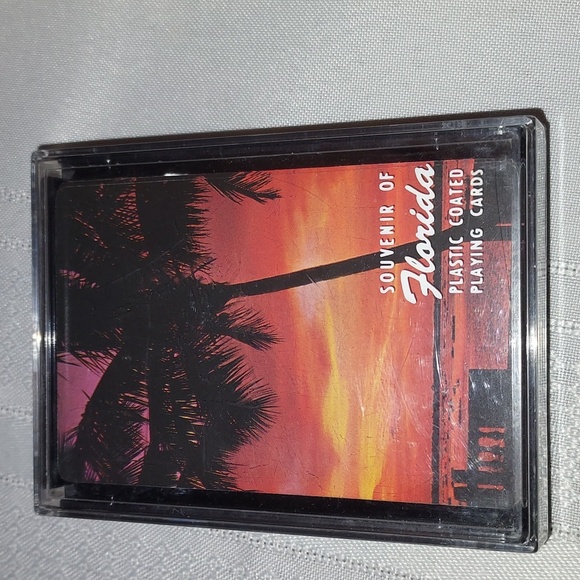 SOUVENIR OF
Florida
PLASTIC COATED
PLAYING CARDS